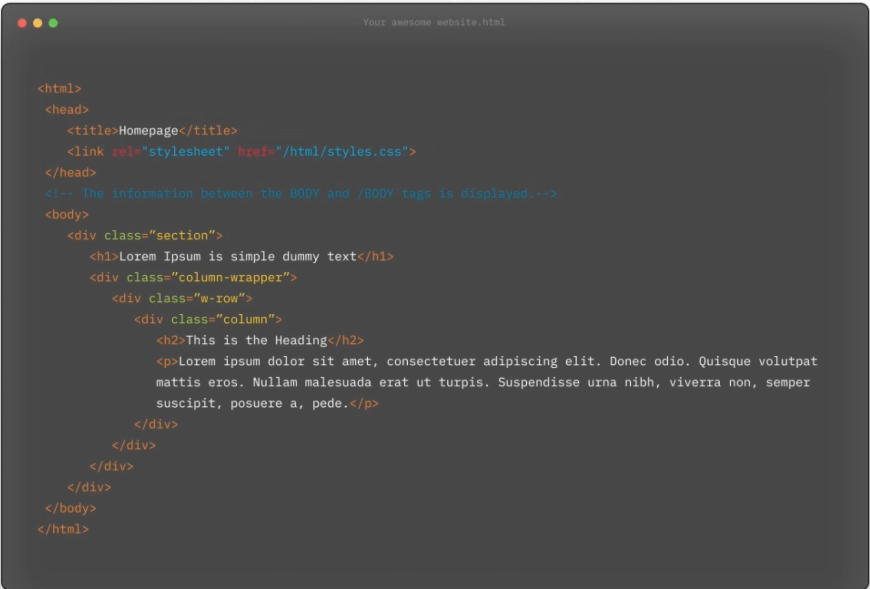 Your awesome website.html
<html>
<head>
<title>Homepage</title>
<link rel="stylesheet" href="/html/styles.css">
</head>
<!-- The information between the BODY and /BODY tags is displayed.-->
<body>
<div class=”section”>
<h1>Lorem Ipsum is simple dummy text</h1>
<div class=”column-wrapper”>
<div class=”w-row”>
<div class=”column”>
<h2>This is the Heading</h2>
<p>Lorem ipsum dolor sit amet, consectetuer adipiscing elit. Donec odio. Quisque volutpat
mattis eros. Nullam malesuada erat ut turpis. Suspendisse urna nibh, viverra non, semper
suscipit, posuere a, pede.</p>
</div>
</div>
</div>
</div>
</body>
</html>